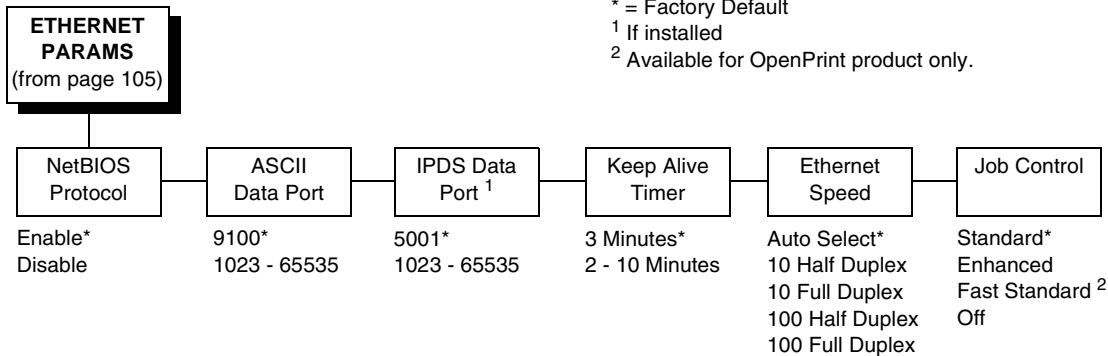 * = Factory Default
1 If installed
2 Available for OpenPrint product only.
ETHERNET
PARAMS
(from page 105)
NetBIOS
Protocol
Enable*
Disable
ASCII
Data Port
9100*
1023 - 65535
IPDS Data
Port 1
5001*
1023 - 65535
Keep Alive
Timer
3 Minutes*
2 - 10 Minutes
Ethernet
Speed
Auto Select*
10 Half Duplex
10 Full Duplex
100 Half Duplex
100 Full Duplex
Job Control
Standard*
Enhanced
Fast Standard 2
Off